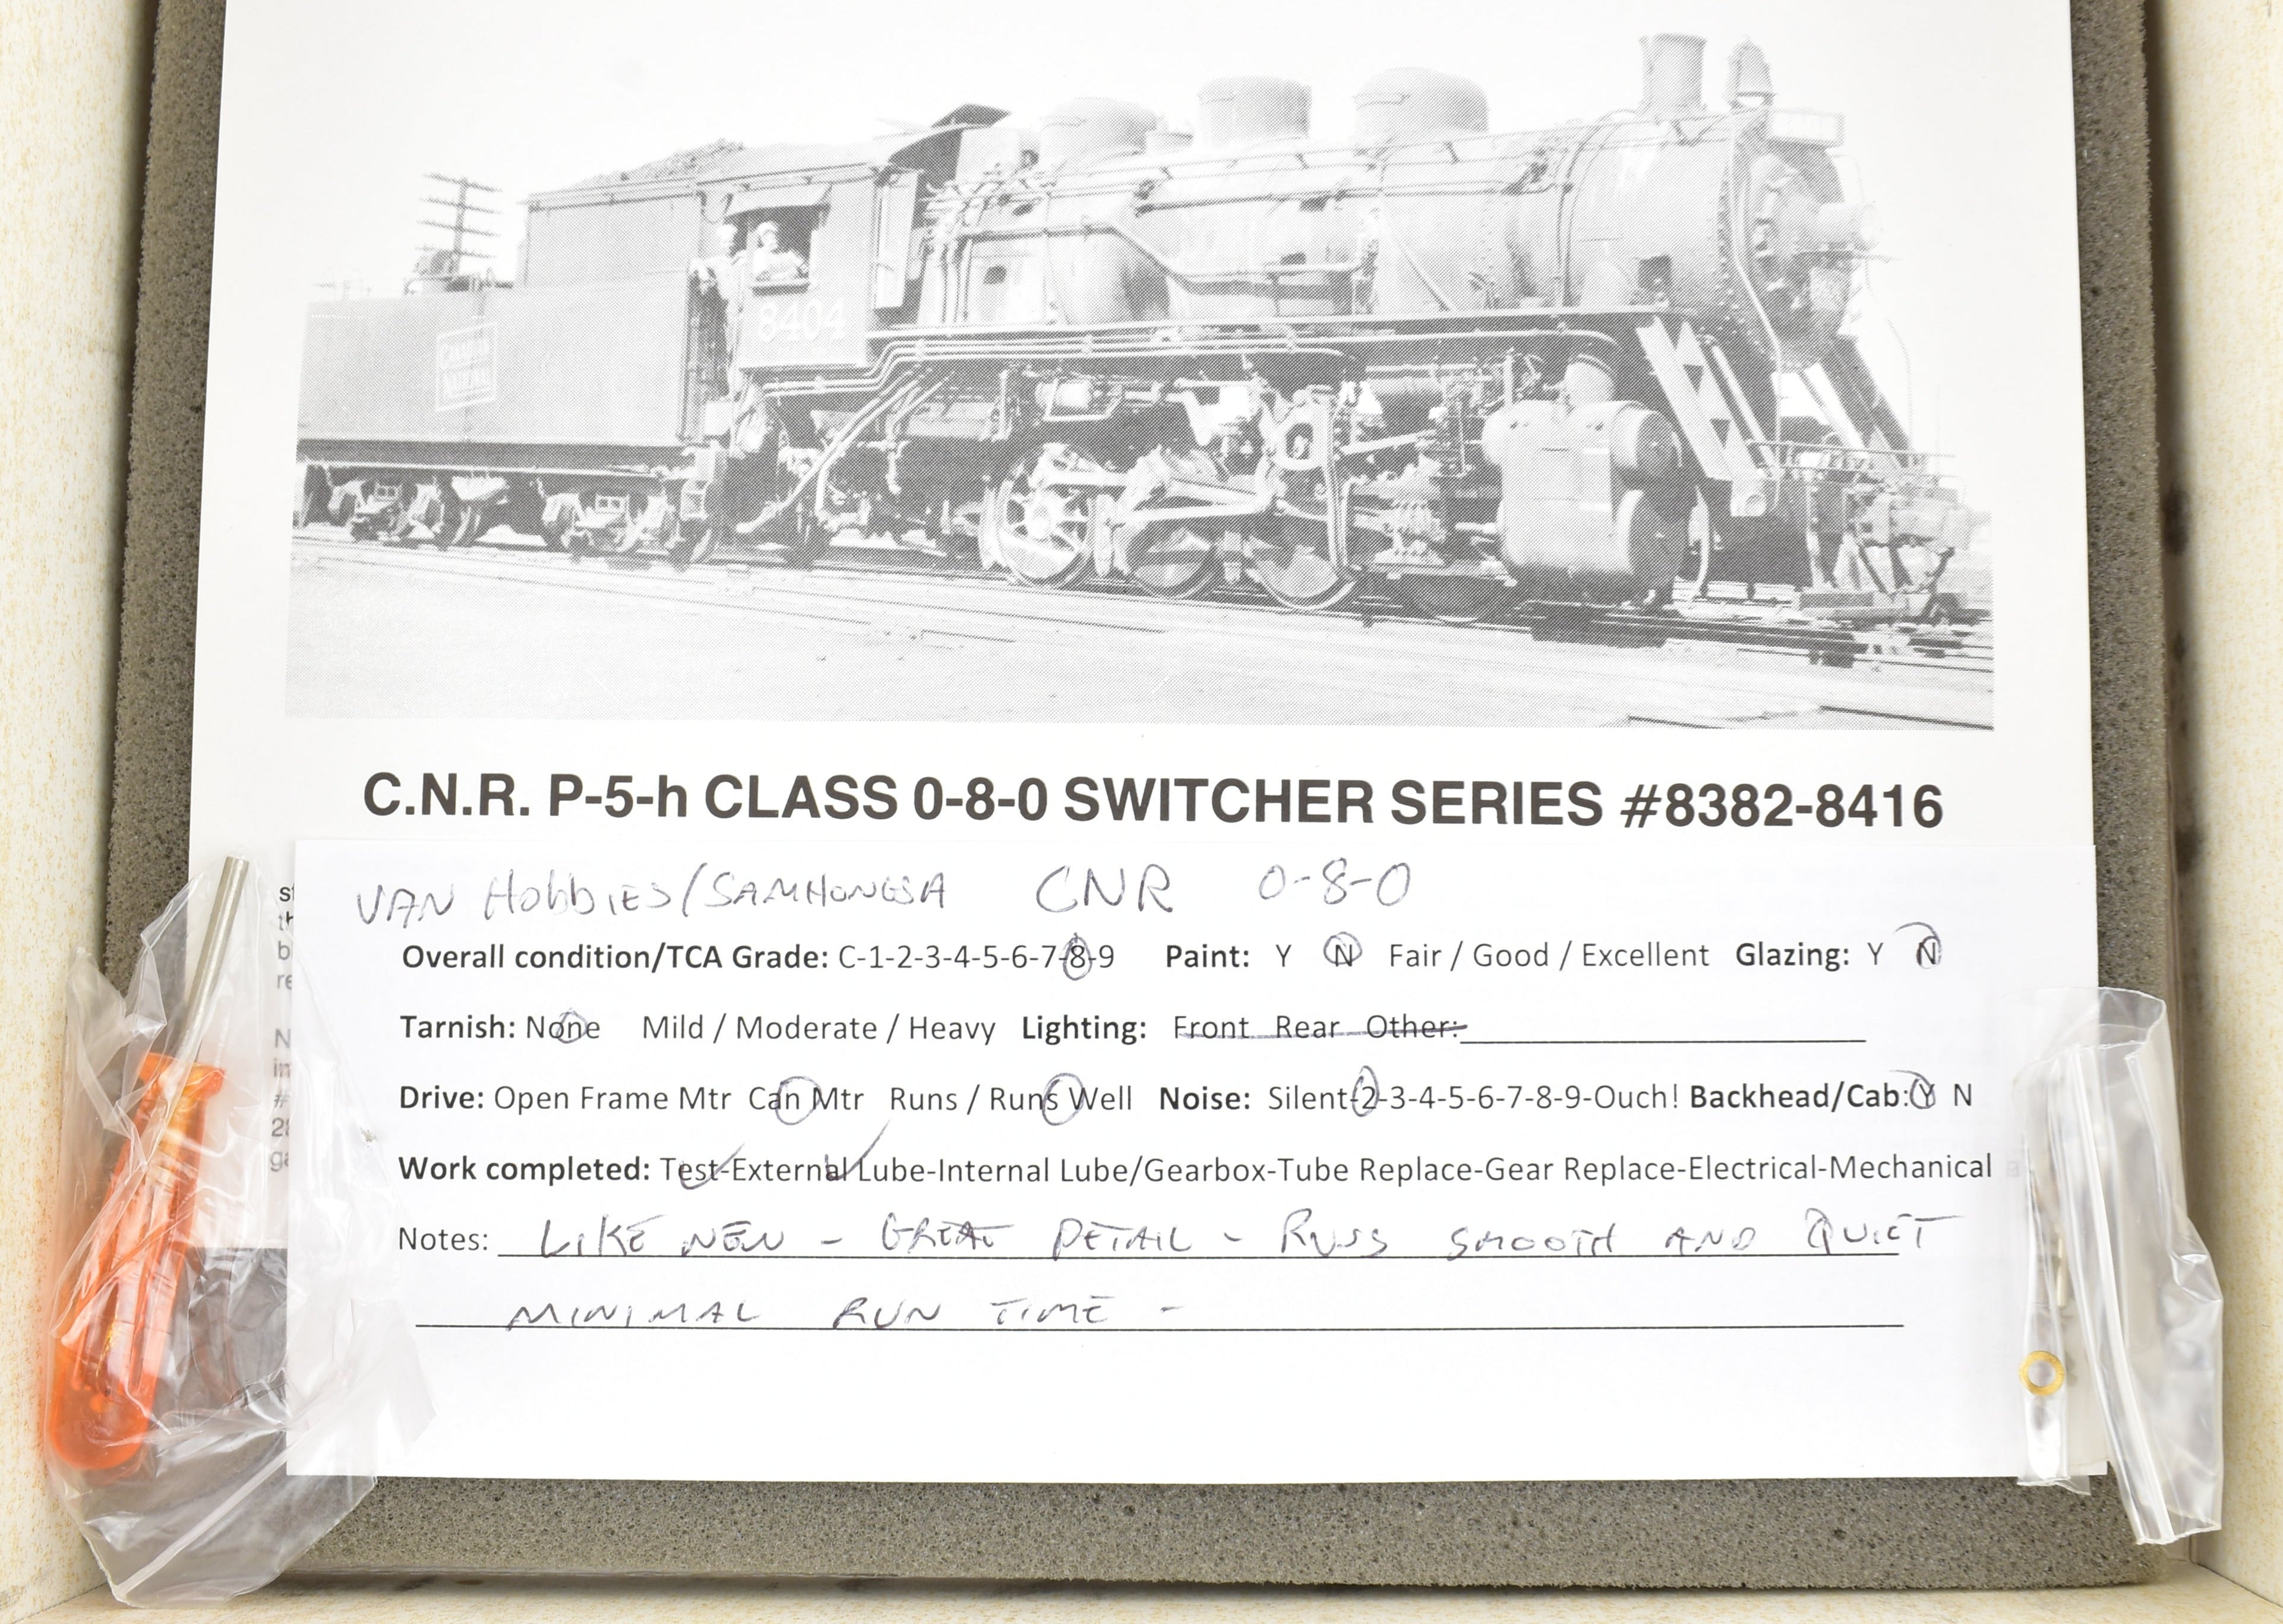 8404
CANADIAN
NATIONAL
C.N.R. P-5-h CLASS 0-8-0 SWITCHER SERIES #8382-8416
VAN HobbiES/SAMHONGSA CNR 0-8-0
Overall condition/TCA Grade: C-1-2-3-4-5-6-7-8-9 Paint: Y N Fair / Good / Excellent Glazing: Y N
Tarnish: None Mild / Moderate / Heavy Lighting: Front Rear Other:
Drive: Open Frame Mtr Can Mtr Runs / Runs Well Noise: Silent-2-3-4-5-6-7-8-9-Ouch! Backhead/Cab: Y N
Work completed: Test-External Lube-Internal Lube/Gearbox-Tube Replace-Gear Replace-Electrical-Mechanical
Notes: LIKE NEW - GREAT DETAIL - RUNS SMOOTH AND QUIET
MINIMAL RUN TIME -